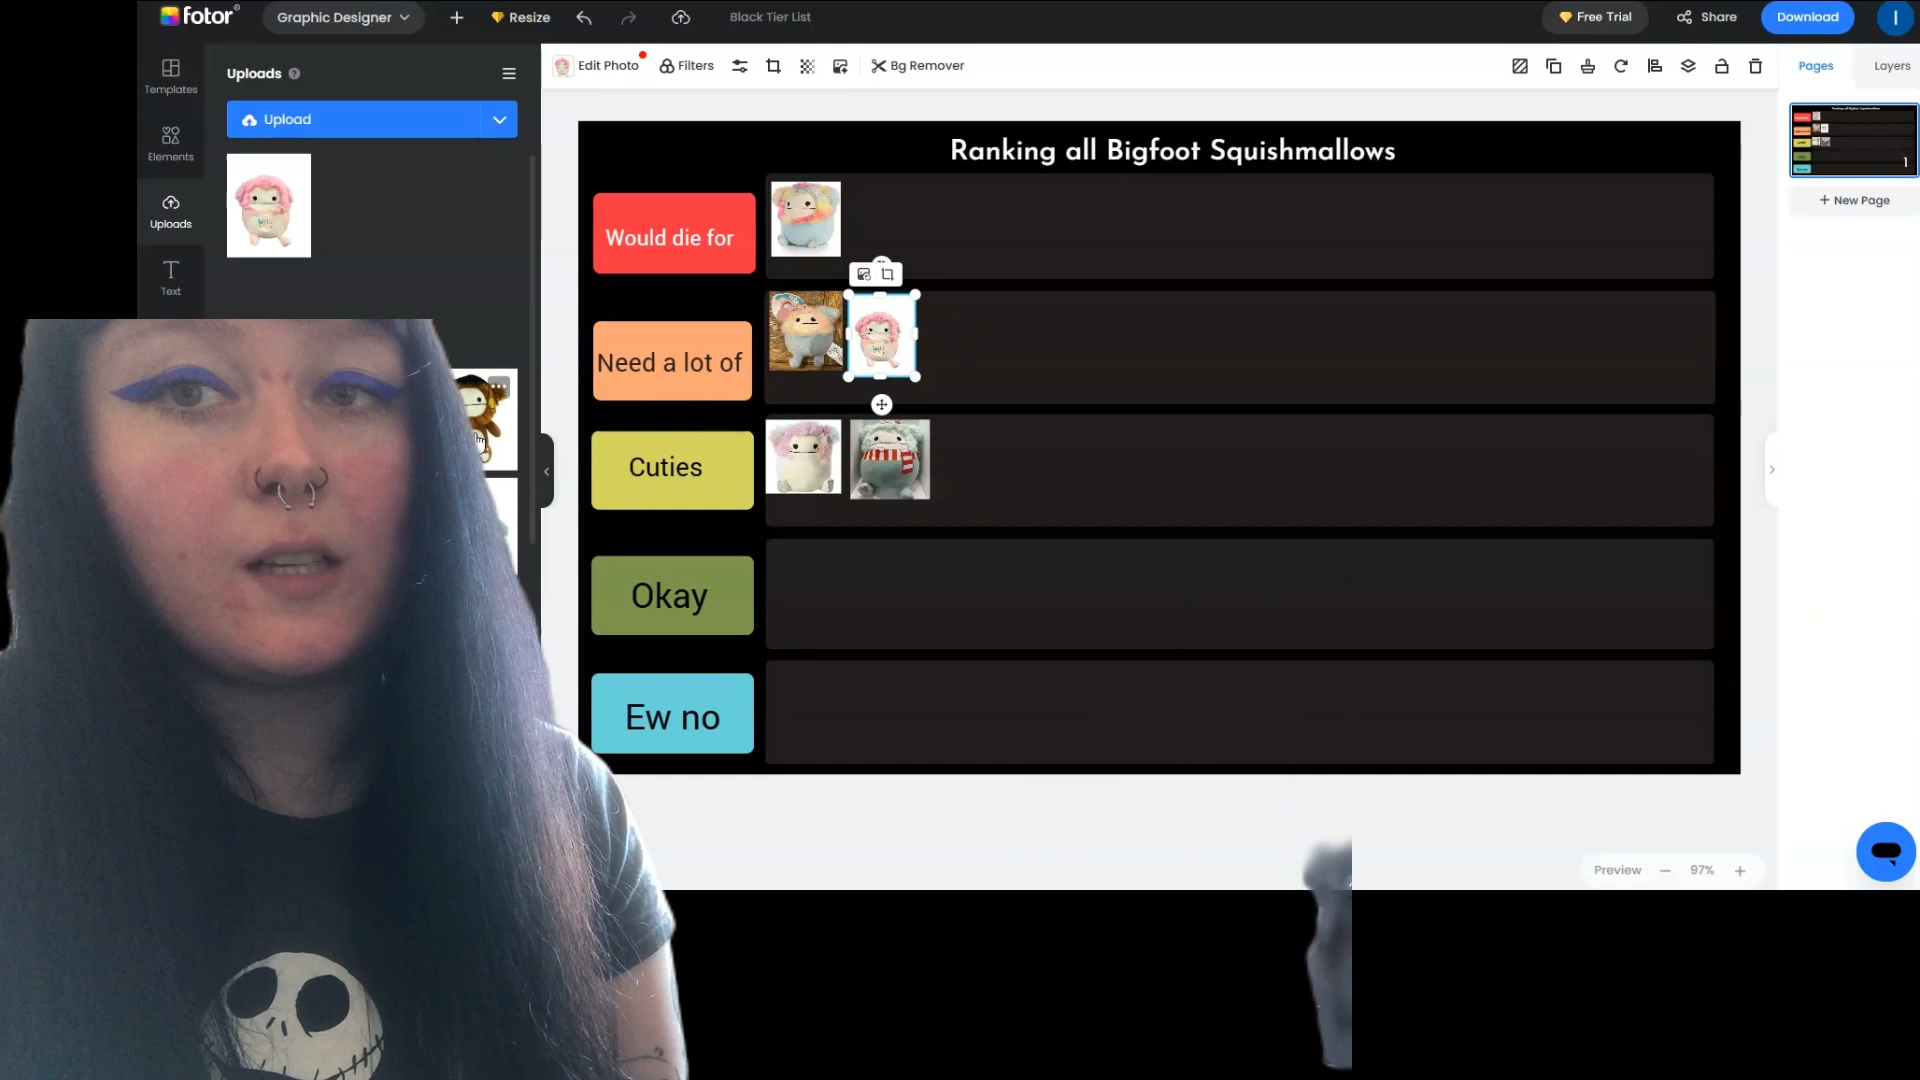 fotor
Graphic Designer
Resize
Black Tier List
Free Trial
Share
Download
I
Templates
Uploads
Edit Photo
Filters
Bg Remover
Pages
Layers
Upload
Elements
Ranking all Bigfoot Squishmallows
1
New Page
Uploads
Would die for
Text
Need a lot of
Cuties
Okay
Ew no
Preview
97%